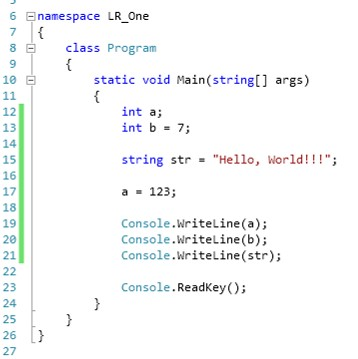 6 namespace LR_One
7 {
8     class Program
9     {
10         static void Main(string[] args)
11         {
12             int a;
13             int b = 7;
14
15             string str = "Hello, World!!!";
16
17             a = 123;
18
19             Console.WriteLine(a);
20             Console.WriteLine(b);
21             Console.WriteLine(str);
22
23             Console.ReadKey();
24         }
25     }
26 }
27